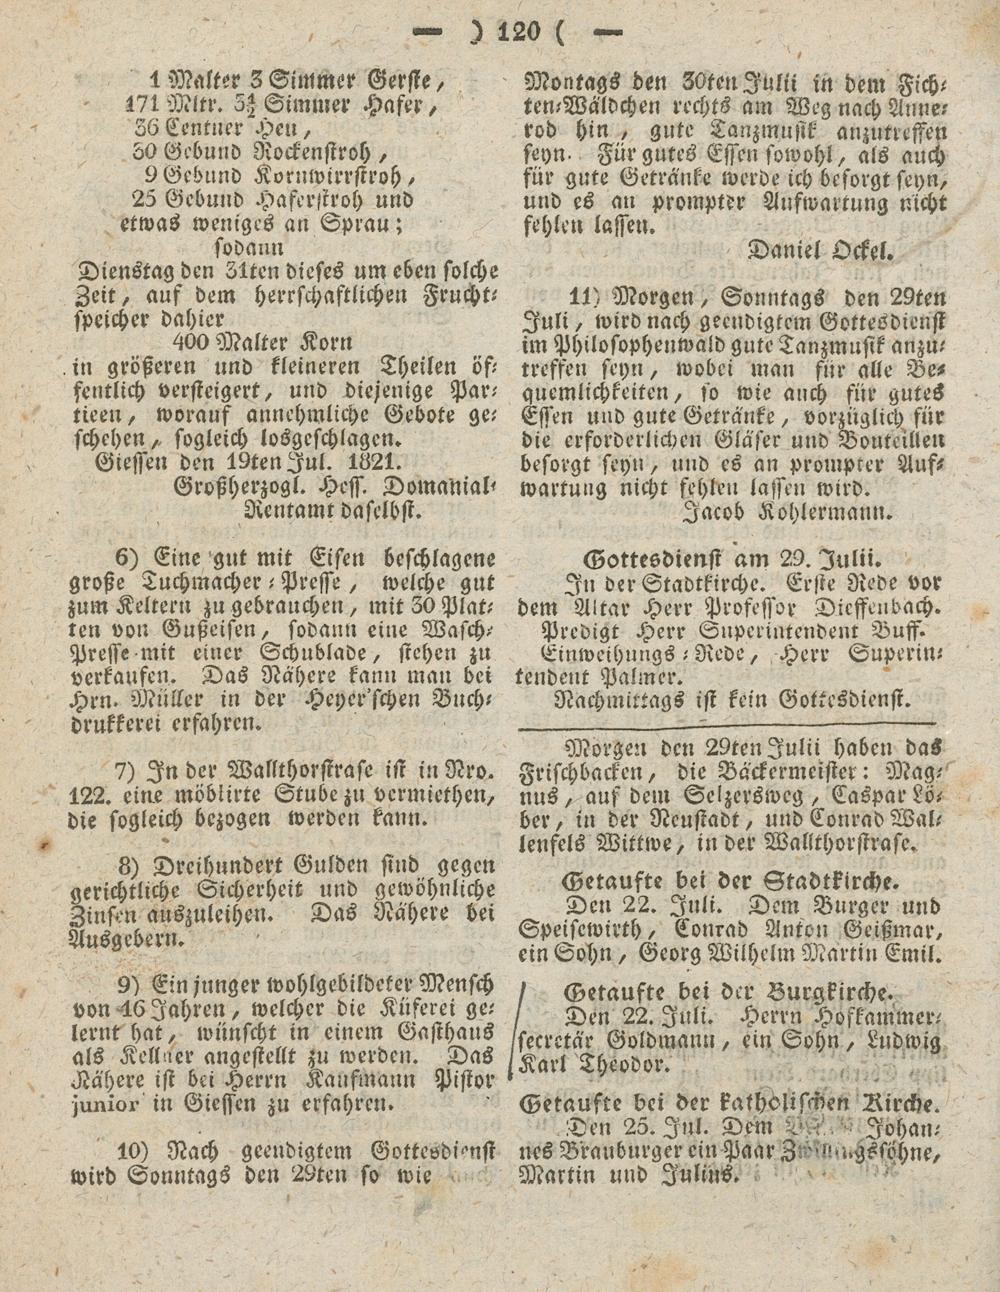 — ) 120 ( —
1 Malter 3 Simmer Gerste,
171 Mltr. 3¾ Simmer Hafer,
36 Centner Heu,
30 Gebund Rockenstroh,
9 Gebund Kornwirrstroh,
25 Gebund Haferstroh und
etwas weniges an Sprau;
sodann
Dienstag den 31ten dieses um eben solche
Zeit, auf dem herrschaftlichen Frucht-
speicher dahier
400 Malter Korn
in größeren und kleineren Theilen öf-
fentlich versteigert, und diejenige Par-
tieen, worauf annehmliche Gebote ge-
schehen, sogleich losgeschlagen.
Giessen den 19ten Jul. 1821.
Großherzogl. Hess. Domanial-
Rentamt daselbst.
6) Eine gut mit Eisen beschlagene
große Tuchmacher-Presse, welche gut
zum Keltern zu gebrauchen, mit 30 Plat-
ten von Gußeisen, sodann eine Wasch-
Presse mit einer Schublade, stehen zu
verkaufen. Das Nähere kann man bei
Hrn. Müller in der Heyer'schen Buch-
drukkerei erfahren.
7) In der Wallthorstrase ist in Nro.
122. eine möblirte Stube zu vermiethen,
die sogleich bezogen werden kann.
8) Dreihundert Gulden sind gegen
gerichtliche Sicherheit und gewöhnliche
Zinsen auszuleihen. Das Nähere bei
Ausgebern.
9) Ein junger wohlgebildeter Mensch
von 16 Jahren, welcher die Küferei ge-
lernt hat, wünscht in einem Gasthaus
als Kellner angestellt zu werden. Das
Nähere ist bei Herrn Kaufmann Pistor
junior in Giessen zu erfahren.
10) Nach geendigtem Gottesdienst
wird Sonntags den 29ten so wie
Montags den 30ten Julii in dem Fich-
ten-Wäldchen rechts am Weg nach Anne-
rod hin, gute Tanzmusik anzutreffen
seyn. Für gutes Essen sowohl, als auch
für gute Getränke werde ich besorgt seyn,
und es an prompter Aufwartung nicht
fehlen lassen.
Daniel Ockel.
11) Morgen, Sonntags den 29ten
Juli, wird nach geendigtem Gottesdienst
im Philosophenwald gute Tanzmusik anzu-
treffen seyn, wobei man für alle Be-
quemlichkeiten, so wie auch für gutes
Essen und gute Getränke, vorzüglich für
die erforderlichen Gläser und Bouteillen
besorgt seyn, und es an prompter Auf-
wartung nicht fehlen lassen wird.
Jacob Kohlermann.
Gottesdienst am 29. Julii.
In der Stadtkirche. Erste Rede vor
dem Altar Herr Professor Dieffenbach.
Predigt Herr Superintendent Buff.
Einweihungs-Rede, Herr Superin-
tendent Palmer.
Nachmittags ist kein Gottesdienst.
Morgen den 29ten Julii haben das
Frischbacken, die Bäckermeister: Mag-
nus, auf dem Selzersweg, Caspar Lö-
ber, in der Neustadt, und Conrad Wal-
lenfels Wittwe, in der Wallthorstrase.
Getaufte bei der Stadtkirche.
Den 22. Juli. Dem Burger und
Speisewirth, Conrad Anton Geißmar,
ein Sohn, Georg Wilhelm Martin Emil.
Getaufte bei der Burgkirche.
Den 22. Juli. Herrn Hofkammer-
secretär Goldmann, ein Sohn, Ludwig
Karl Theodor.
Getaufte bei der katholischen Kirche.
Den 25. Jul. Dem Johan-
nes Brauburger ein Paar Zwillingssöhne,
Martin und Julius.